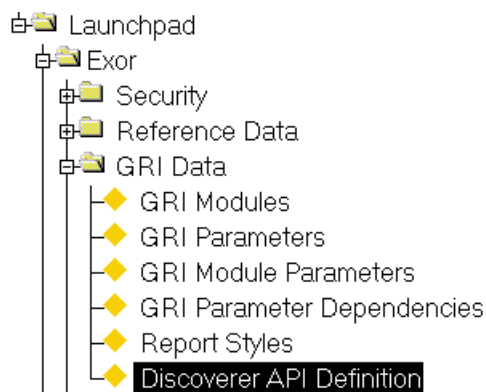 Launchpad
Exor
Security
Reference Data
GRI Data
GRI Modules
GRI Parameters
GRI Module Parameters
GRI Parameter Dependencies
Report Styles
Discoverer API Definition